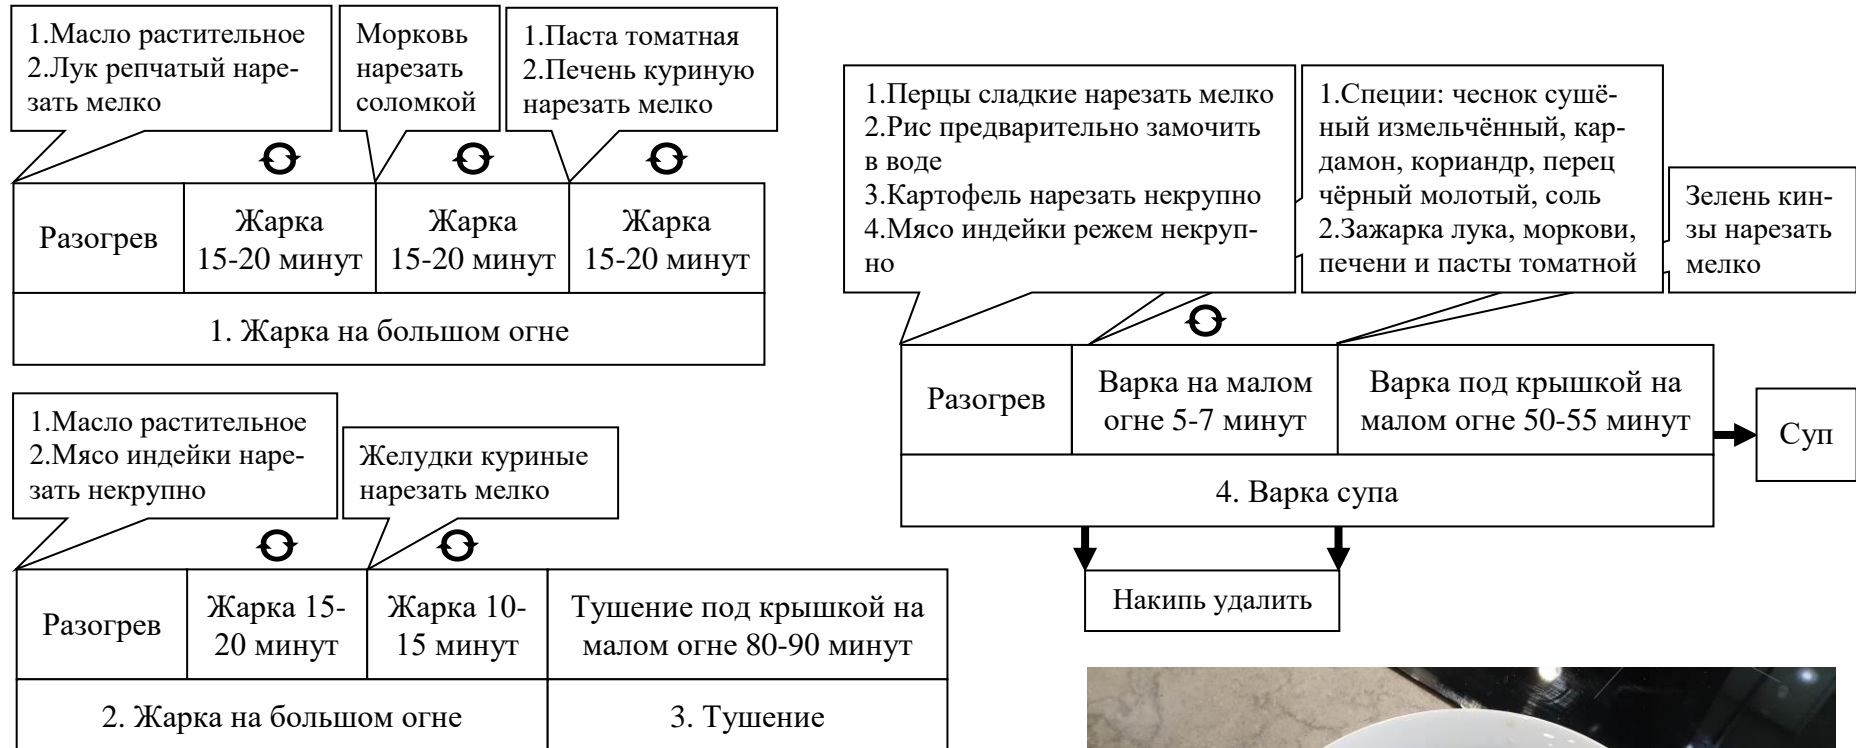 1.Масло растительное
2.Лук репчатый наре-
зать мелко
Морковь
нарезать
соломкой
1.Паста томатная
2.Печень куриную
нарезать мелко
Разогрев
Жарка
15-20 минут
Жарка
15-20 минут
Жарка
15-20 минут
1. Жарка на большом огне
1.Масло растительное
2.Мясо индейки наре-
зать некрупно
Желудки куриные
нарезать мелко
Разогрев
Жарка 15-
20 минут
Жарка 10-
15 минут
Тушение под крышкой на
малом огне 80-90 минут
2. Жарка на большом огне
3. Тушение
1.Перцы сладкие нарезать мелко
2.Рис предварительно замочить
в воде
3.Картофель нарезать некрупно
4.Мясо индейки режем некруп-
но
1.Специи: чеснок сушё-
ный измельчённый, кар-
дамон, кориандр, перец
чёрный молотый, соль
2.Зажарка лука, моркови,
печени и пасты томатной
Зелень кин-
зы нарезать
мелко
Разогрев
Варка на малом
огне 5-7 минут
Варка под крышкой на
малом огне 50-55 минут
4. Варка супа
Суп
Накипь удалить